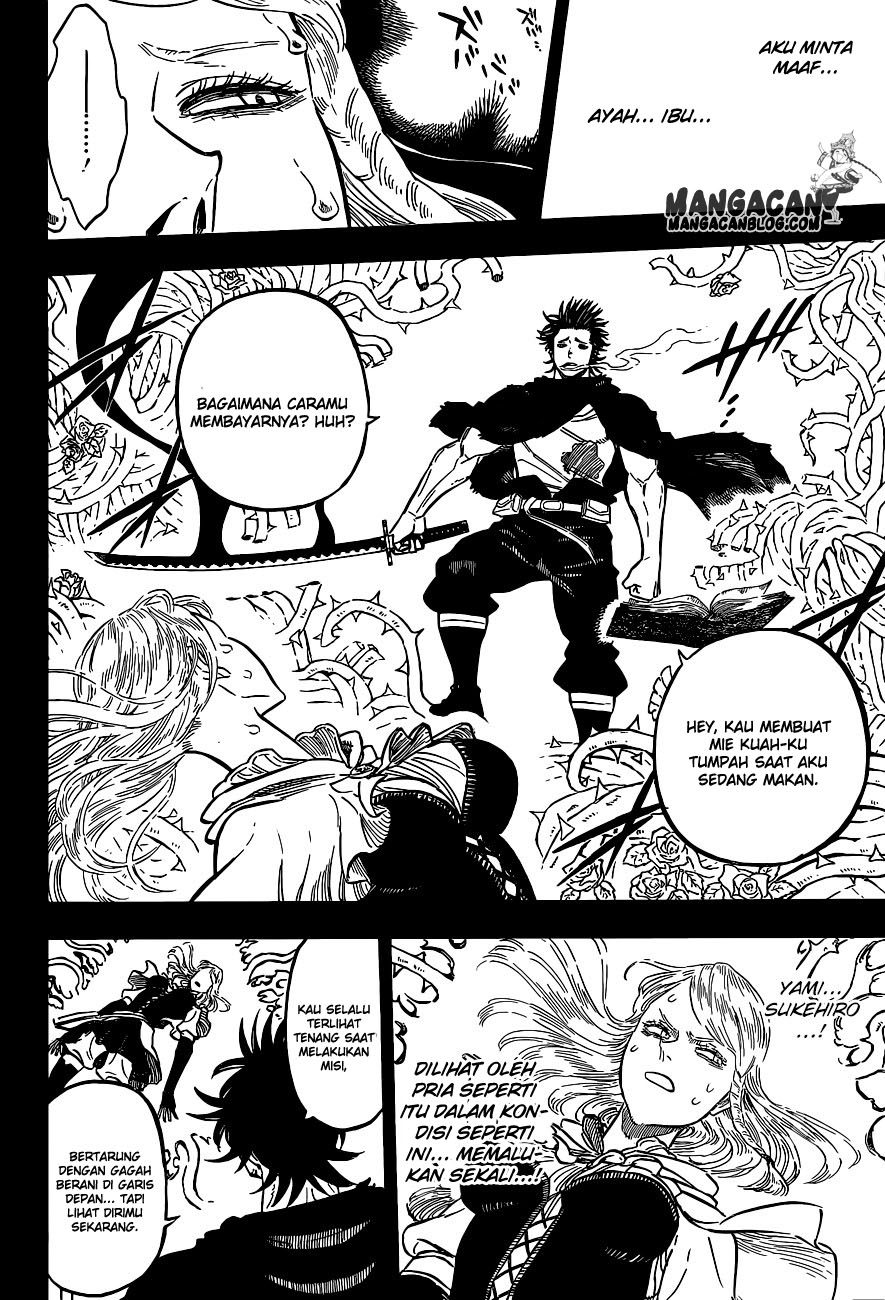 AKU MINTA
MAAF...
AYAH... IBU...
.......
MANGACAN
MANGACANBLOG.COM
HEY, KAU MEMBUAT
MIE KUAH-KU
TUMPAH SAAT AKU
SEDANG MAKAN.
BAGAIMANA CARAMU
MEMBAYARNYA? HUH?
YAMI...
SUKEHIRO
...!
DILIHAT OLEH
PRIA SEPERTI
ITU DALAM KON-
DISI SEPERTI
INI... MEMALU-
KAN SEKALI...!
KAU SELALU
TERLIHAT
TENANG SAAT
MELAKUKAN
MISI,
BERTARUNG
DENGAN GAGAH
BERANI DI GARIS
DEPAN... TAPI
LIHAT DIRIMU
SEKARANG.